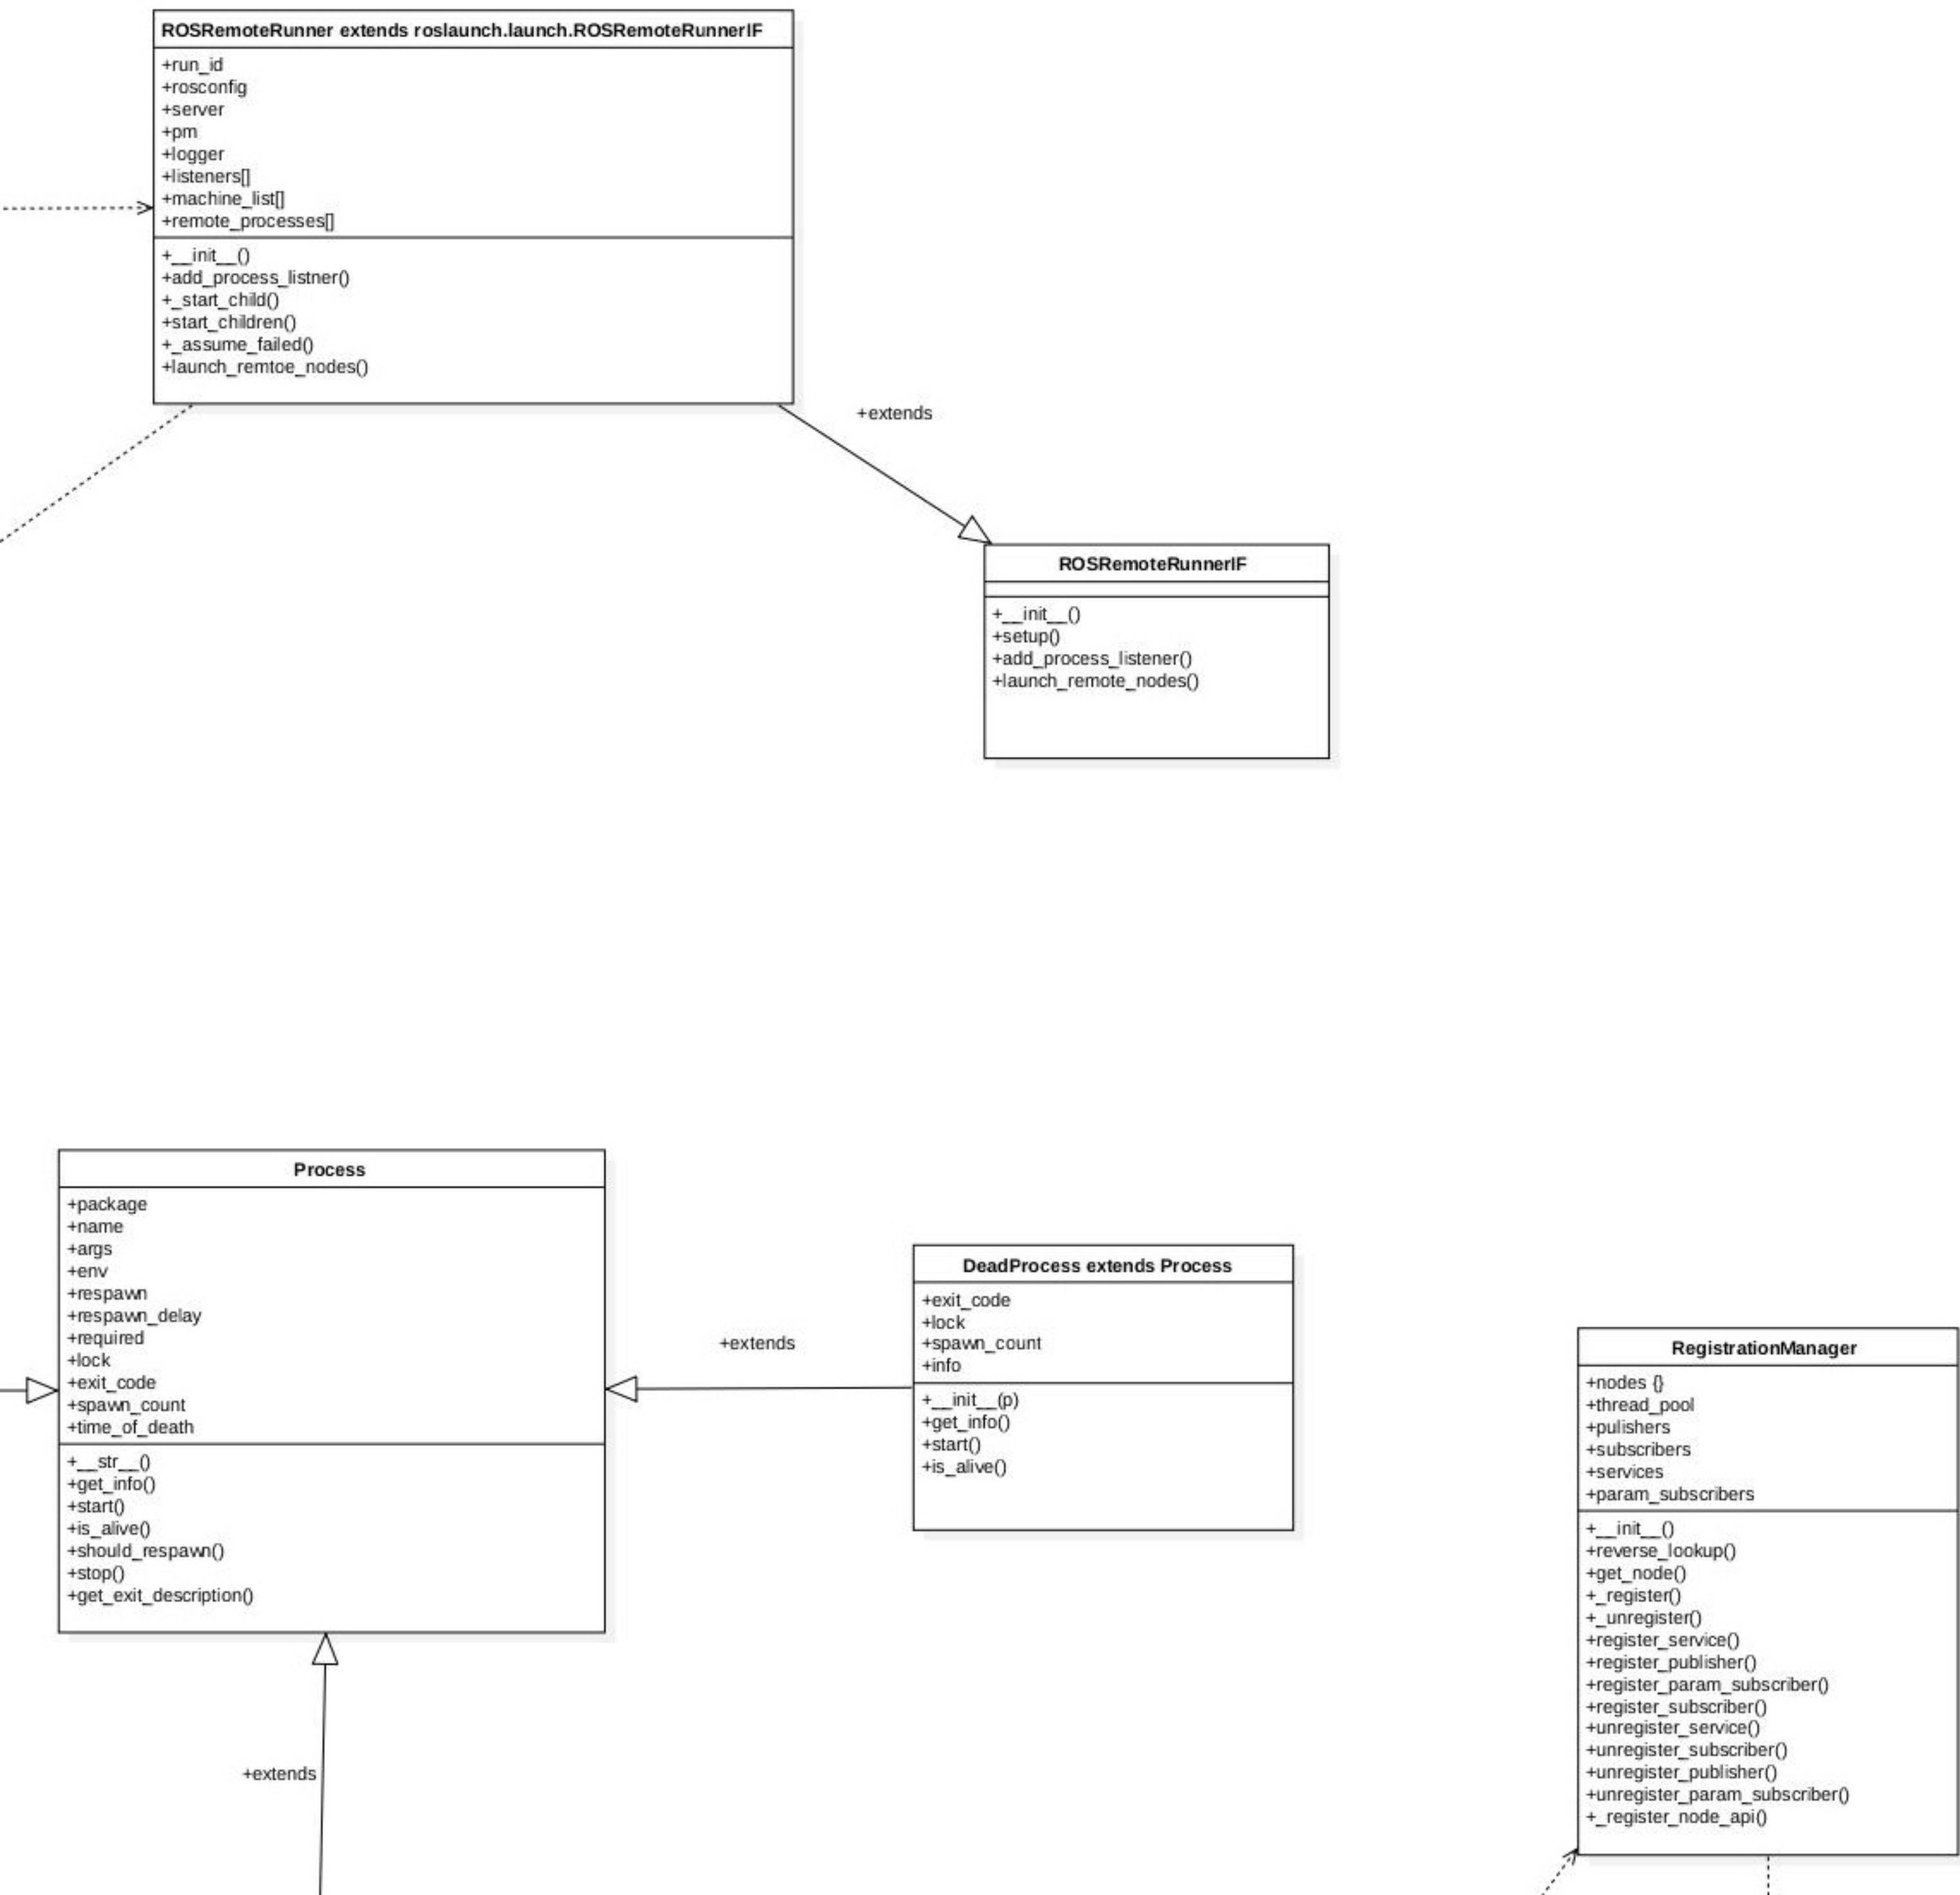 ROSRemoteRunner extends roslaunch.launch.ROSRemoteRunnerIF
+run_id
+rosconfig
+server
+pm
+logger
+listeners[]
+machine_list[]
+remote_processes[]
+__init__()
+add_process_listner()
+_start_child()
+start_children()
+_assume_failed()
+launch_remtoe_nodes()
+extends
ROSRemoteRunnerIF
+__init__()
+setup()
+add_process_listener()
+launch_remote_nodes()
Process
+package
+name
+args
+env
+respawn
+respawn_delay
+required
+lock
+exit_code
+spawn_count
+time_of_death
+__str__()
+get_info()
+start()
+is_alive()
+should_respawn()
+stop()
+get_exit_description()
+extends
DeadProcess extends Process
+exit_code
+lock
+spawn_count
+info
+__init__(p)
+get_info()
+start()
+is_alive()
RegistrationManager
+nodes {}
+thread_pool
+pulishers
+subscribers
+services
+param_subscribers
+__init__()
+reverse_lookup()
+get_node()
+_register()
+_unregister()
+register_service()
+register_publisher()
+register_param_subscriber()
+register_subscriber()
+unregister_service()
+unregister_subscriber()
+unregister_publisher()
+unregister_param_subscriber()
+_register_node_api()
+extends